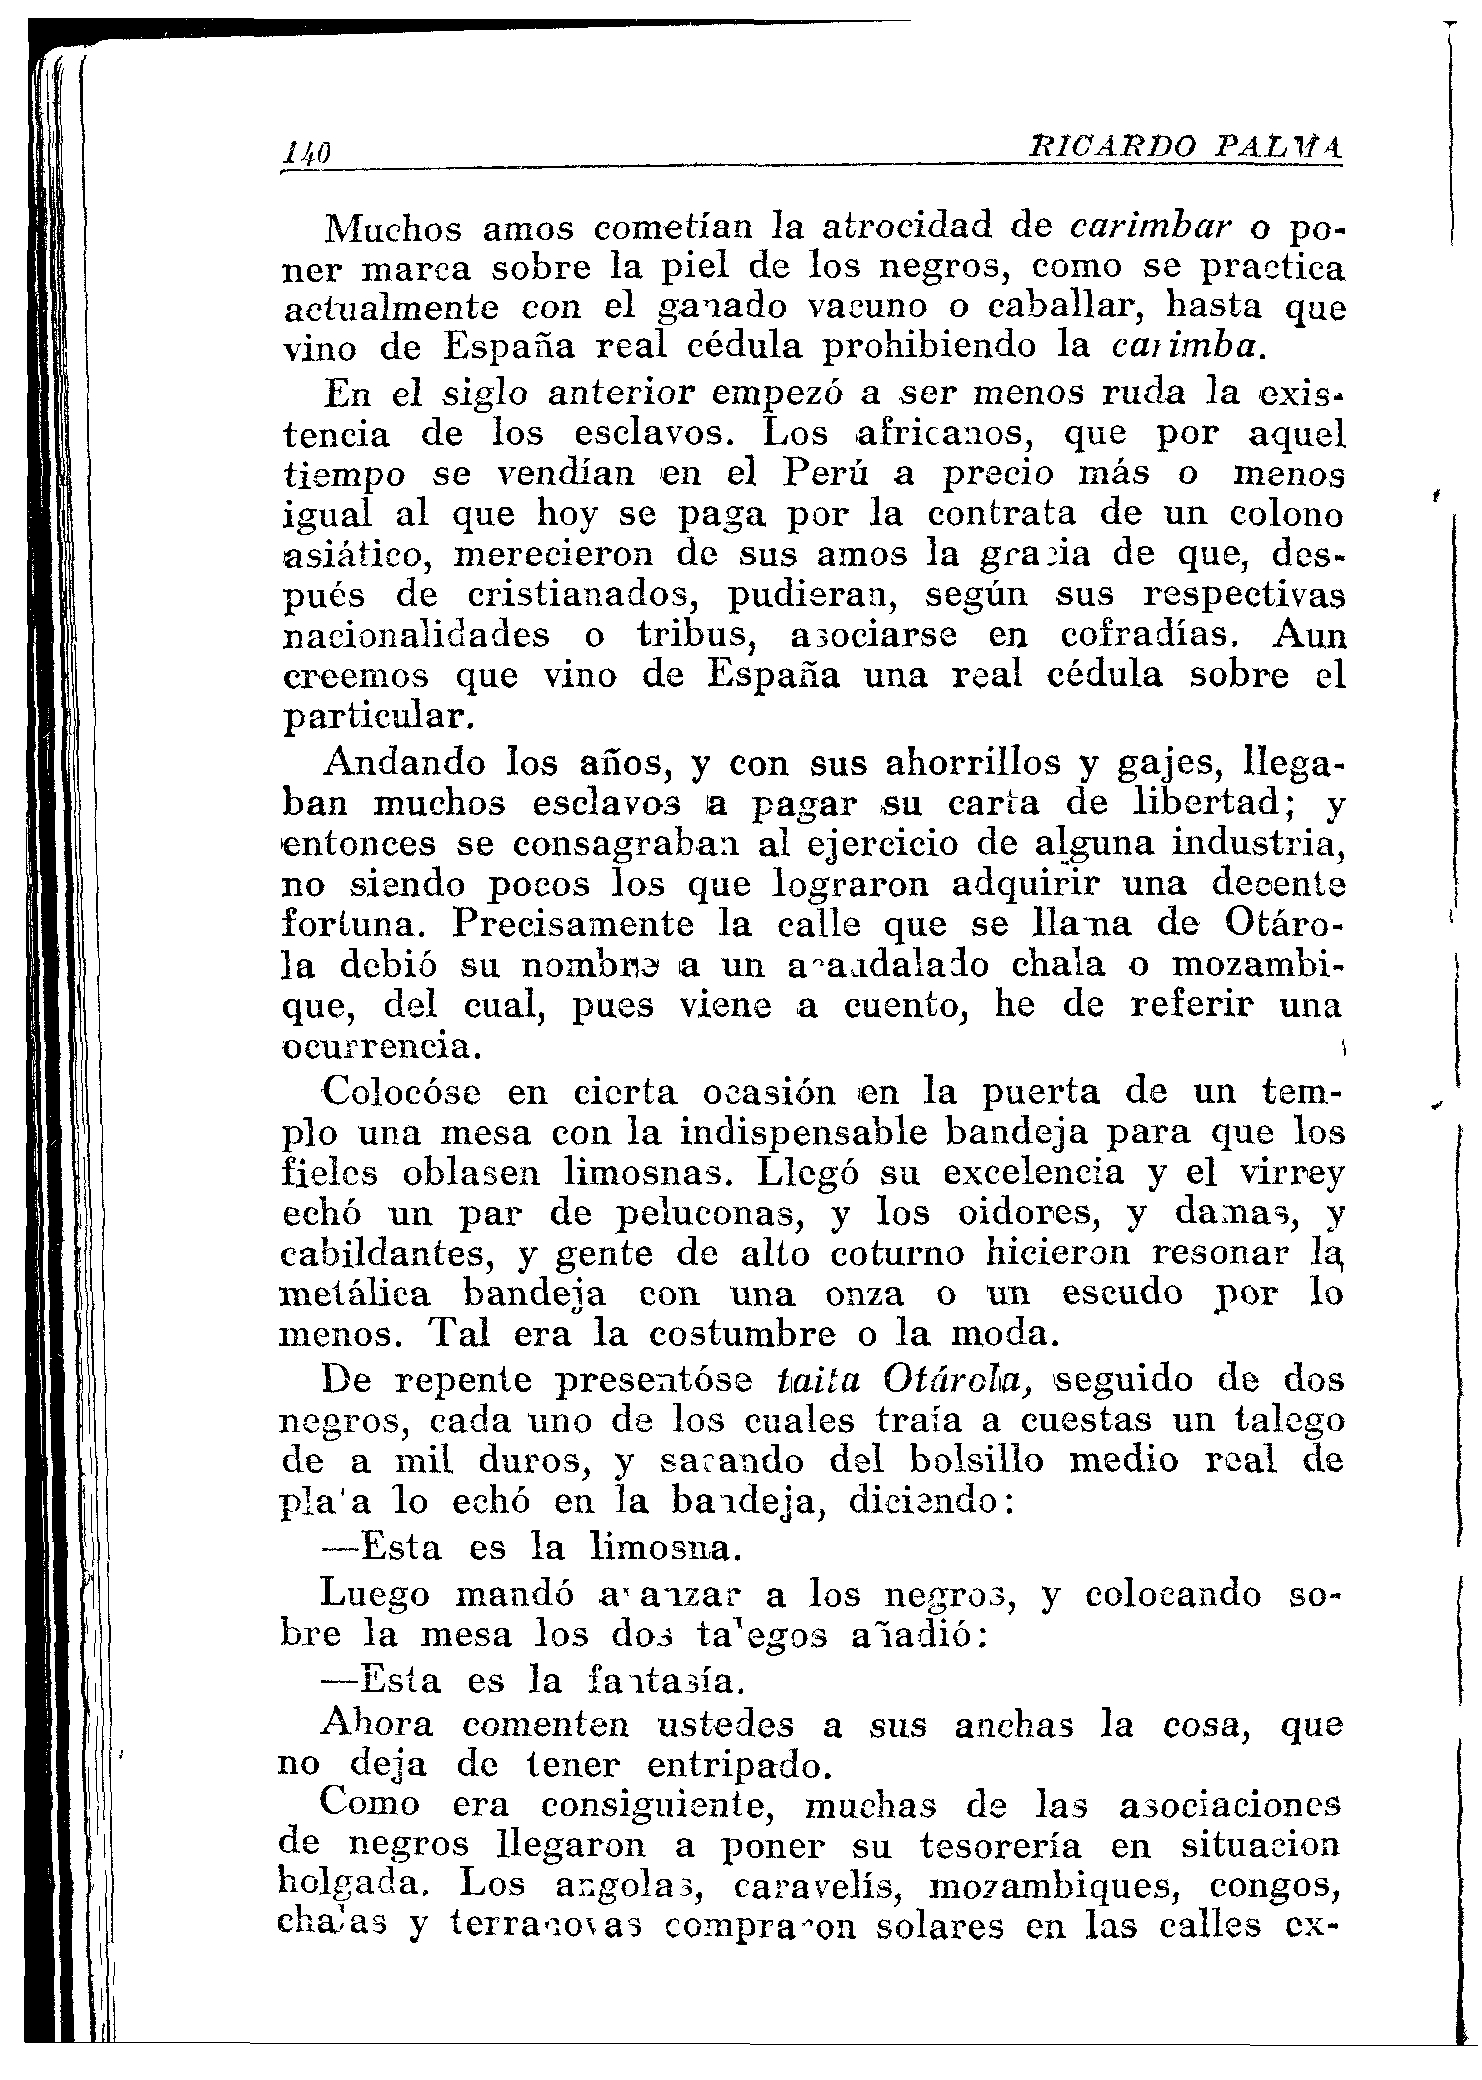 140 RICARDO PALMA
Muchos amos cometían la atrocidad de carimbar o po-
ner marca sobre la piel de los negros, como se practica
actualmente con el ganado vacuno o caballar, hasta que
vino de España real cédula prohibiendo la carimba.
En el siglo anterior empezó a ser menos ruda la exis-
tencia de los esclavos. Los africanos, que por aquel
tiempo se vendían en el Perú a precio más o menos
igual al que hoy se paga por la contrata de un colono
asiático, merecieron de sus amos la gracia de que, des-
pués de cristianados, pudieran, según sus respectivas
nacionalidades o tribus, asociarse en cofradías. Aun
creemos que vino de España una real cédula sobre el
particular.
Andando los años, y con sus ahorrillos y gajes, llega-
ban muchos esclavos a pagar su carta de libertad; y
entonces se consagraban al ejercicio de alguna industria,
no siendo pocos los que lograron adquirir una decente
fortuna. Precisamente la calle que se llama de Otáro-
la debió su nombre a un acaudalado chala o mozambi-
que, del cual, pues viene a cuento, he de referir una
ocurrencia.
Colocóse en cierta ocasión en la puerta de un tem-
plo una mesa con la indispensable bandeja para que los
fieles oblasen limosnas. Llegó su excelencia y el virrey
echó un par de peluconas, y los oidores, y damas, y
cabildantes, y gente de alto coturno hicieron resonar la
metálica bandeja con una onza o un escudo por lo
menos. Tal era la costumbre o la moda.
De repente presentóse taita Otárola, seguido de dos
negros, cada uno de los cuales traía a cuestas un talego
de a mil duros, y sacando del bolsillo medio real de
plata lo echó en la bandeja, diciendo:
—Esta es la limosna.
Luego mandó avanzar a los negros, y colocando so-
bre la mesa los dos talegos añadió:
—Esta es la fantasía.
Ahora comenten ustedes a sus anchas la cosa, que
no deja de tener entripado.
Como era consiguiente, muchas de las asociaciones
de negros llegaron a poner su tesorería en situacion
holgada. Los angolas, caravelís, mozambiques, congos,
chalas y terranovas compraron solares en las calles ex-